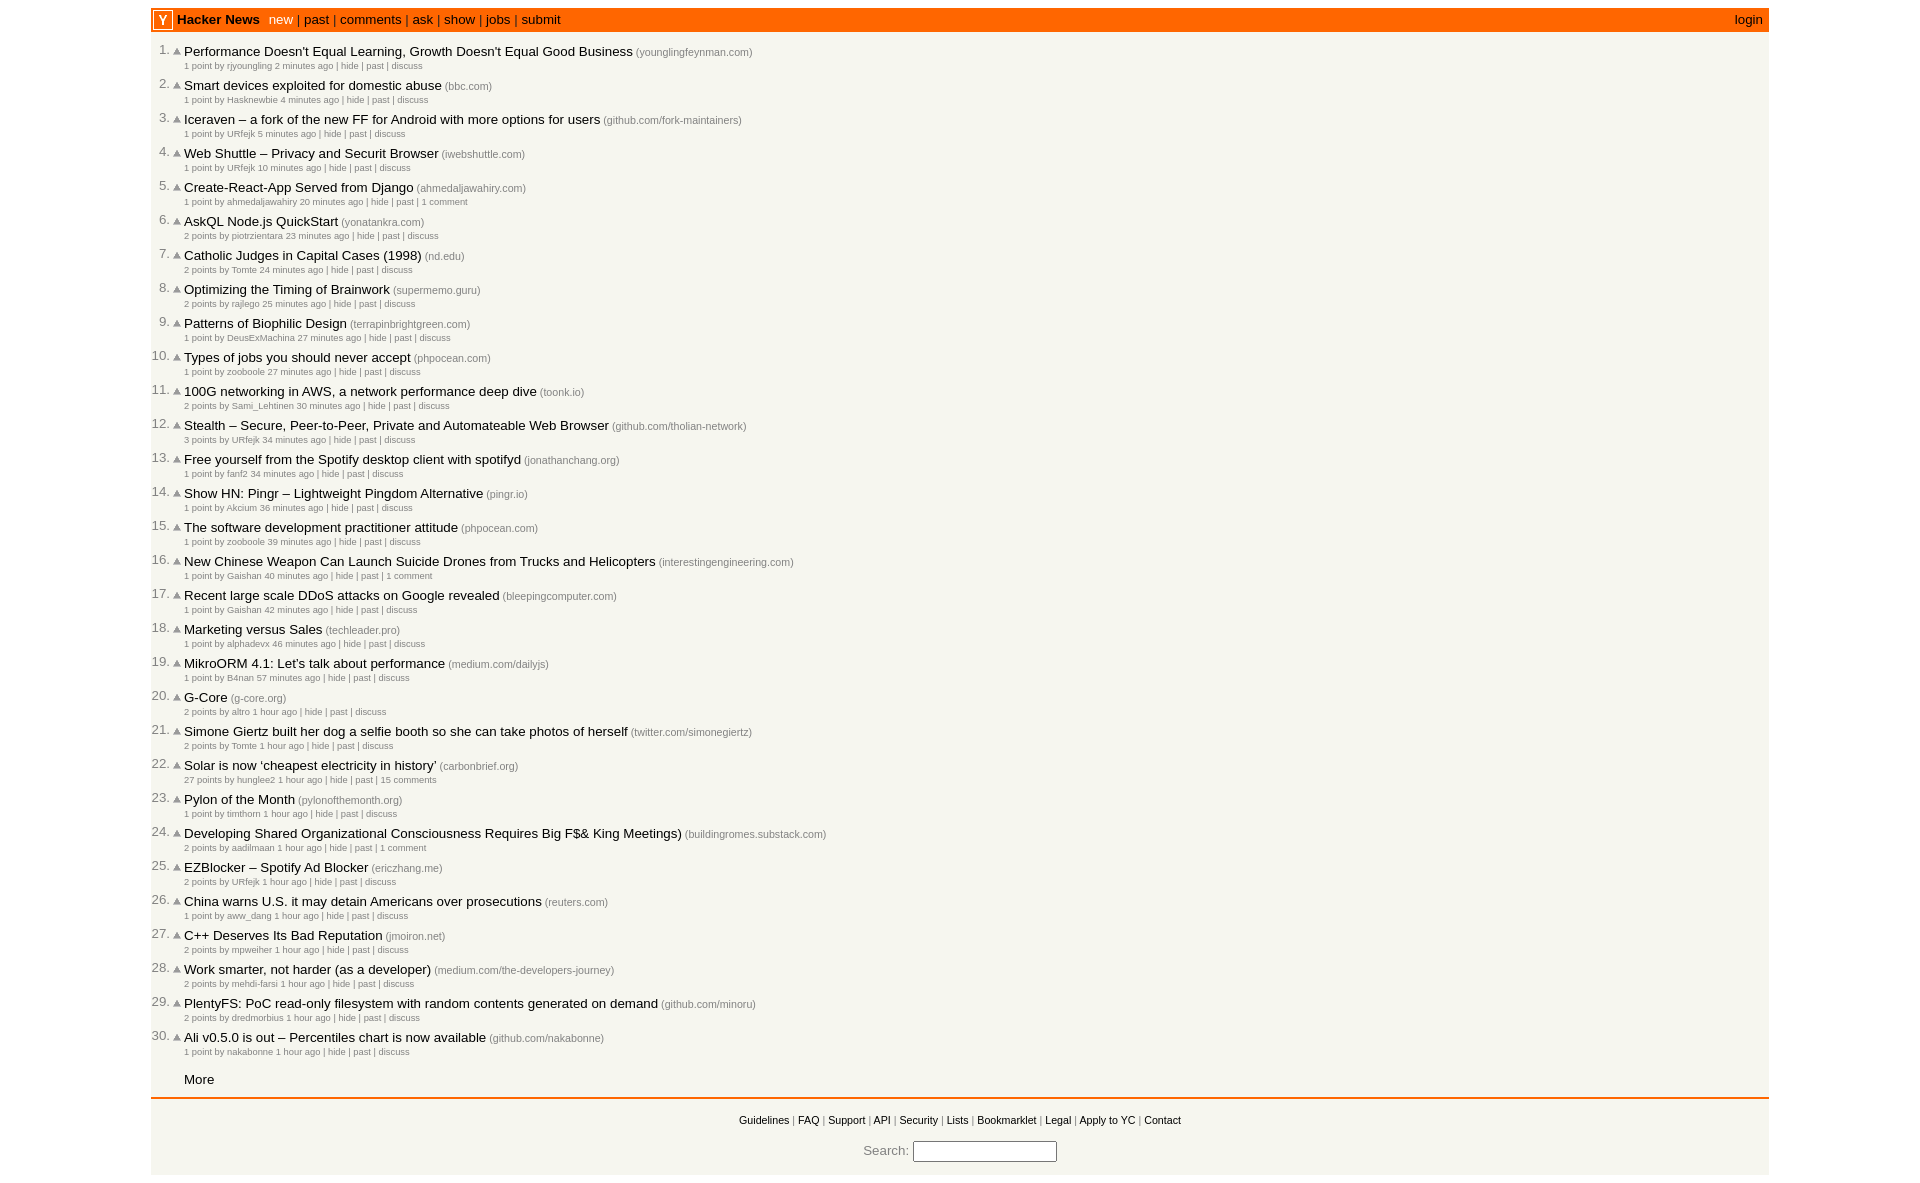 Y Hacker News new | past | comments | ask | show | jobs | submit login
1. Performance Doesn't Equal Learning, Growth Doesn't Equal Good Business (younglingfeynman.com)
1 point by rjyoungling 2 minutes ago | hide | past | discuss
2. Smart devices exploited for domestic abuse (bbc.com)
1 point by Hasknewbie 4 minutes ago | hide | past | discuss
3. Iceraven – a fork of the new FF for Android with more options for users (github.com/fork-maintainers)
1 point by URfejk 5 minutes ago | hide | past | discuss
4. Web Shuttle – Privacy and Securit Browser (iwebshuttle.com)
1 point by URfejk 10 minutes ago | hide | past | discuss
5. Create-React-App Served from Django (ahmedaljawahiry.com)
1 point by ahmedaljawahiry 20 minutes ago | hide | past | 1 comment
6. AskQL Node.js QuickStart (yonatankra.com)
2 points by piotrzientara 23 minutes ago | hide | past | discuss
7. Catholic Judges in Capital Cases (1998) (nd.edu)
2 points by Tomte 24 minutes ago | hide | past | discuss
8. Optimizing the Timing of Brainwork (supermemo.guru)
2 points by rajlego 25 minutes ago | hide | past | discuss
9. Patterns of Biophilic Design (terrapinbrightgreen.com)
1 point by DeusExMachina 27 minutes ago | hide | past | discuss
10. Types of jobs you should never accept (phpocean.com)
1 point by zooboole 27 minutes ago | hide | past | discuss
11. 100G networking in AWS, a network performance deep dive (toonk.io)
2 points by Sami_Lehtinen 30 minutes ago | hide | past | discuss
12. Stealth – Secure, Peer-to-Peer, Private and Automateable Web Browser (github.com/tholian-network)
3 points by URfejk 34 minutes ago | hide | past | discuss
13. Free yourself from the Spotify desktop client with spotifyd (jonathanchang.org)
1 point by fanf2 34 minutes ago | hide | past | discuss
14. Show HN: Pingr – Lightweight Pingdom Alternative (pingr.io)
1 point by Akcium 36 minutes ago | hide | past | discuss
15. The software development practitioner attitude (phpocean.com)
1 point by zooboole 39 minutes ago | hide | past | discuss
16. New Chinese Weapon Can Launch Suicide Drones from Trucks and Helicopters (interestingengineering.com)
1 point by Gaishan 40 minutes ago | hide | past | 1 comment
17. Recent large scale DDoS attacks on Google revealed (bleepingcomputer.com)
1 point by Gaishan 42 minutes ago | hide | past | discuss
18. Marketing versus Sales (techleader.pro)
1 point by alphadevx 46 minutes ago | hide | past | discuss
19. MikroORM 4.1: Let’s talk about performance (medium.com/dailyjs)
1 point by B4nan 57 minutes ago | hide | past | discuss
20. G-Core (g-core.org)
2 points by altro 1 hour ago | hide | past | discuss
21. Simone Giertz built her dog a selfie booth so she can take photos of herself (twitter.com/simonegiertz)
2 points by Tomte 1 hour ago | hide | past | discuss
22. Solar is now ‘cheapest electricity in history’ (carbonbrief.org)
27 points by hunglee2 1 hour ago | hide | past | 15 comments
23. Pylon of the Month (pylonofthemonth.org)
1 point by timthorn 1 hour ago | hide | past | discuss
24. Developing Shared Organizational Consciousness Requires Big F$& King Meetings) (buildingromes.substack.com)
2 points by aadilmaan 1 hour ago | hide | past | 1 comment
25. EZBlocker – Spotify Ad Blocker (ericzhang.me)
2 points by URfejk 1 hour ago | hide | past | discuss
26. China warns U.S. it may detain Americans over prosecutions (reuters.com)
1 point by aww_dang 1 hour ago | hide | past | discuss
27. C++ Deserves Its Bad Reputation (jmoiron.net)
2 points by mpweiher 1 hour ago | hide | past | discuss
28. Work smarter, not harder (as a developer) (medium.com/the-developers-journey)
2 points by mehdi-farsi 1 hour ago | hide | past | discuss
29. PlentyFS: PoC read-only filesystem with random contents generated on demand (github.com/minoru)
2 points by dredmorbius 1 hour ago | hide | past | discuss
30. Ali v0.5.0 is out – Percentiles chart is now available (github.com/nakabonne)
1 point by nakabonne 1 hour ago | hide | past | discuss
More
Guidelines | FAQ | Support | API | Security | Lists | Bookmarklet | Legal | Apply to YC | Contact
Search: